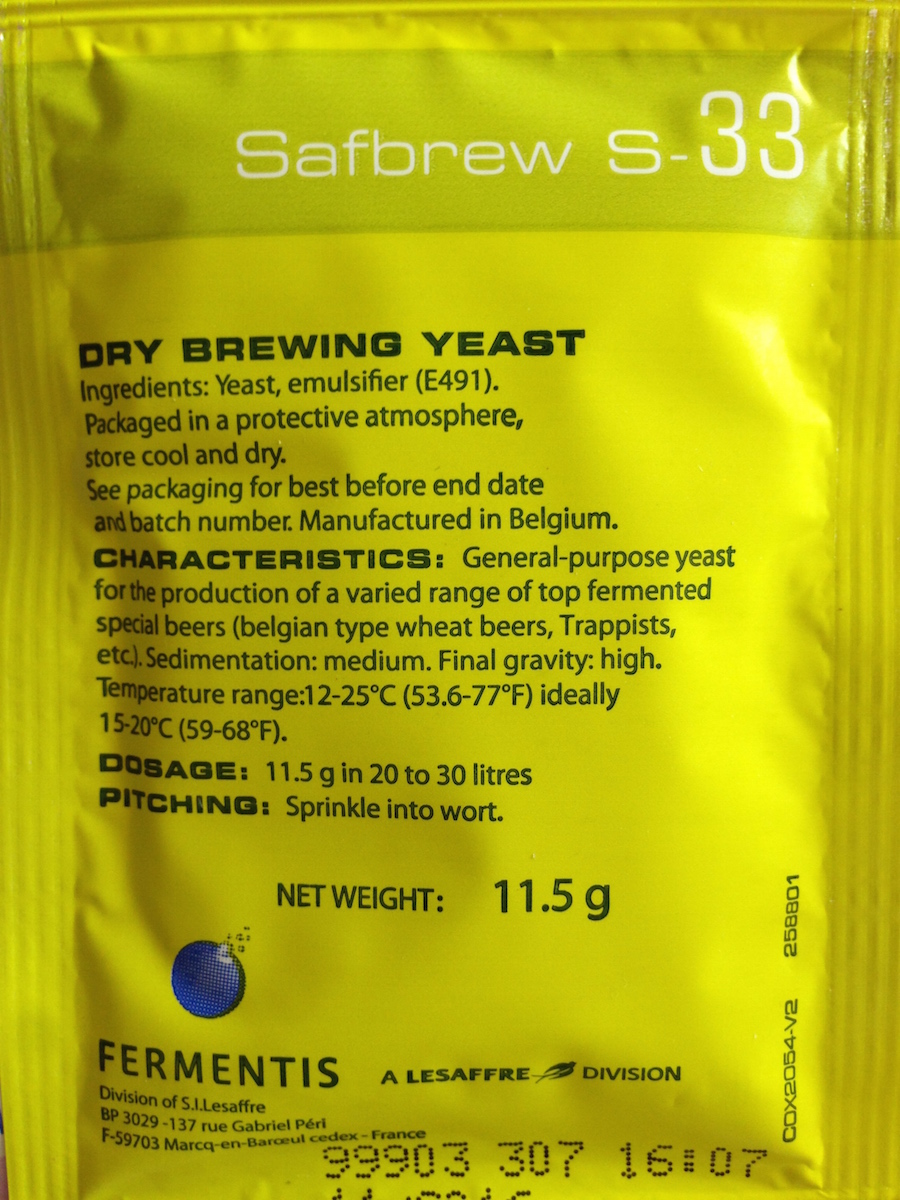 Safbrew S-33
DRY BREWING YEAST
Ingredients: Yeast, emulsifier (E491).
Packaged in a protective atmosphere,
store cool and dry.
See packaging for best before end date
and batch number. Manufactured in Belgium.
CHARACTERISTICS: General-purpose yeast
for the production of a varied range of top fermented
special beers (belgian type wheat beers, Trappists,
etc.). Sedimentation: medium. Final gravity: high.
Temperature range:12-25°C (53.6-77°F) ideally
15-20°C (59-68°F).
DOSAGE: 11.5 g in 20 to 30 litres
PITCHING: Sprinkle into wort.
NET WEIGHT: 11.5 g
COX2054-V2 258801
FERMENTIS
A LESAFFRE DIVISION
Division of S.I.Lesaffre
BP 3029 -137 rue Gabriel Péri
F-59703 Marcq-en-Barœul cedex - France
99903 307 16:07